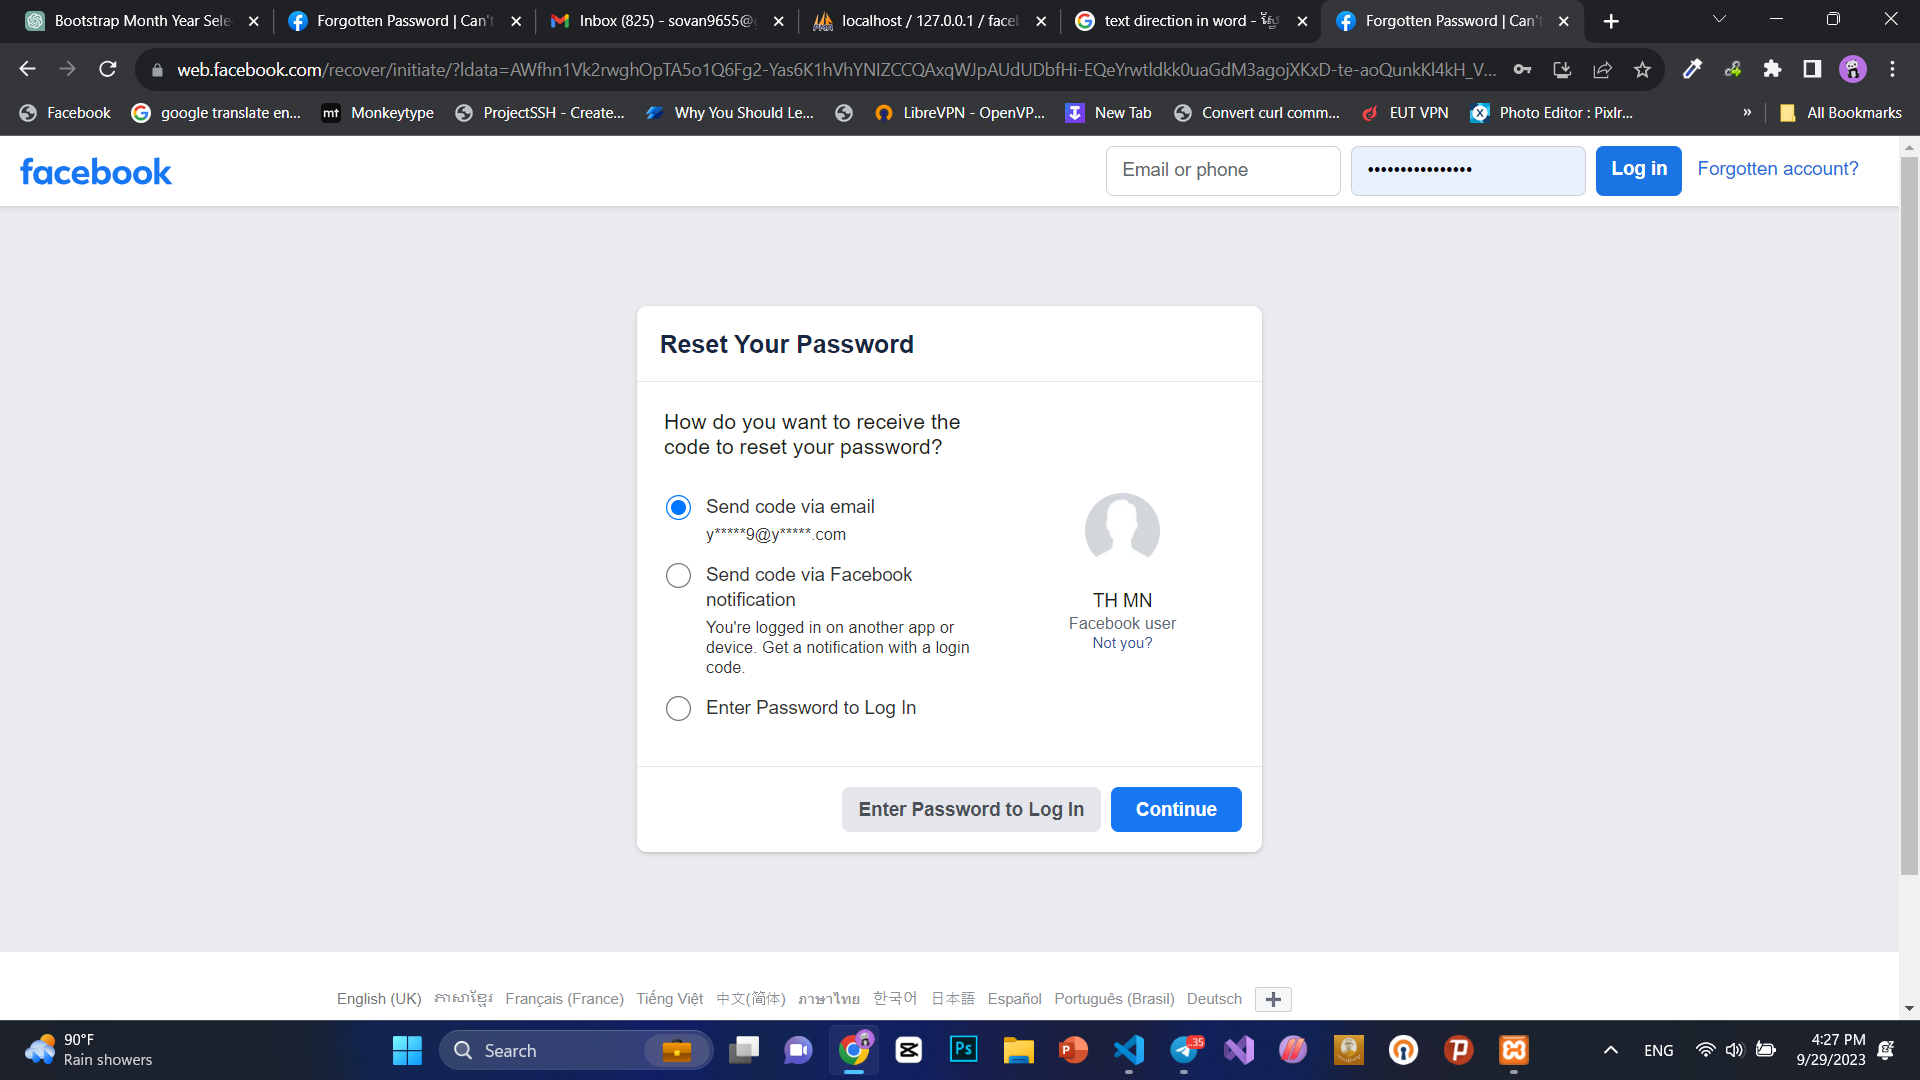 Bootstrap Month Year Sele
Forgotten Password | Can't
Inbox (825) - sovan9655@g
localhost / 127.0.0.1 / faceb
text direction in word - ស្វែ
Forgotten Password | Can't
web.facebook.com/recover/initiate/?ldata=AWfhn1Vk2rwghOpTA5o1Q6Fg2-Yas6K1hVhYNIZCCQAxqWJpAUdUDbfHi-EQeYrwtldkk0uaGdM3agojXKxD-te-aoQunkKl4kH_V...
Facebook
google translate en...
mt Monkeytype
ProjectSSH - Create...
Why You Should Le...
LibreVPN - OpenVP...
New Tab
Convert curl comm...
EUT VPN
Photo Editor : Pixlr...
»
All Bookmarks
facebook
Email or phone
••••••••••••••••
Log in
Forgotten account?
Reset Your Password
How do you want to receive the
code to reset your password?
Send code via email
y*****9@y*****.com
Send code via Facebook
notification
You're logged in on another app or
device. Get a notification with a login
code.
Enter Password to Log In
TH MN
Facebook user
Not you?
Enter Password to Log In
Continue
English (UK) ភាសាខ្មែរ Français (France) Tiếng Việt 中文(简体) ภาษาไทย 한국어 日本語 Español Português (Brasil) Deutsch
90°F
Rain showers
Search
Ps
.35
ENG
4:27 PM
9/29/2023